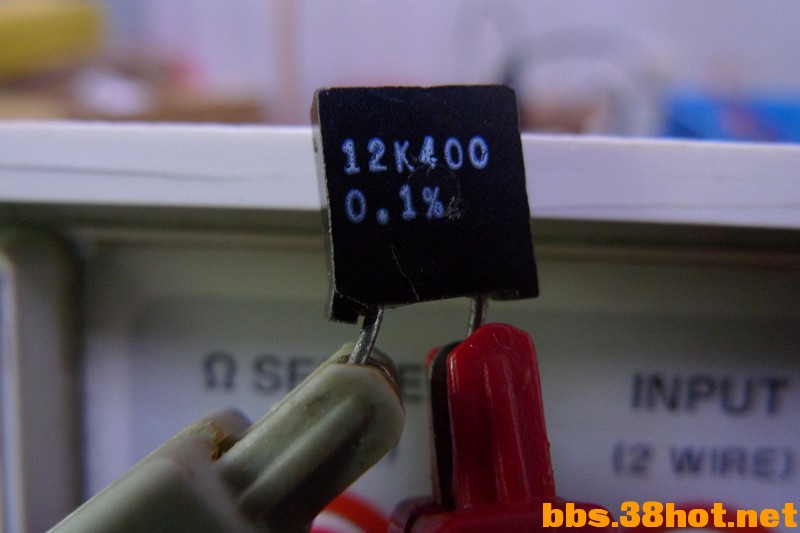 12K400
0.1%
Ω SE
INPUT
(2 WIRE)
bbs.38hot.net